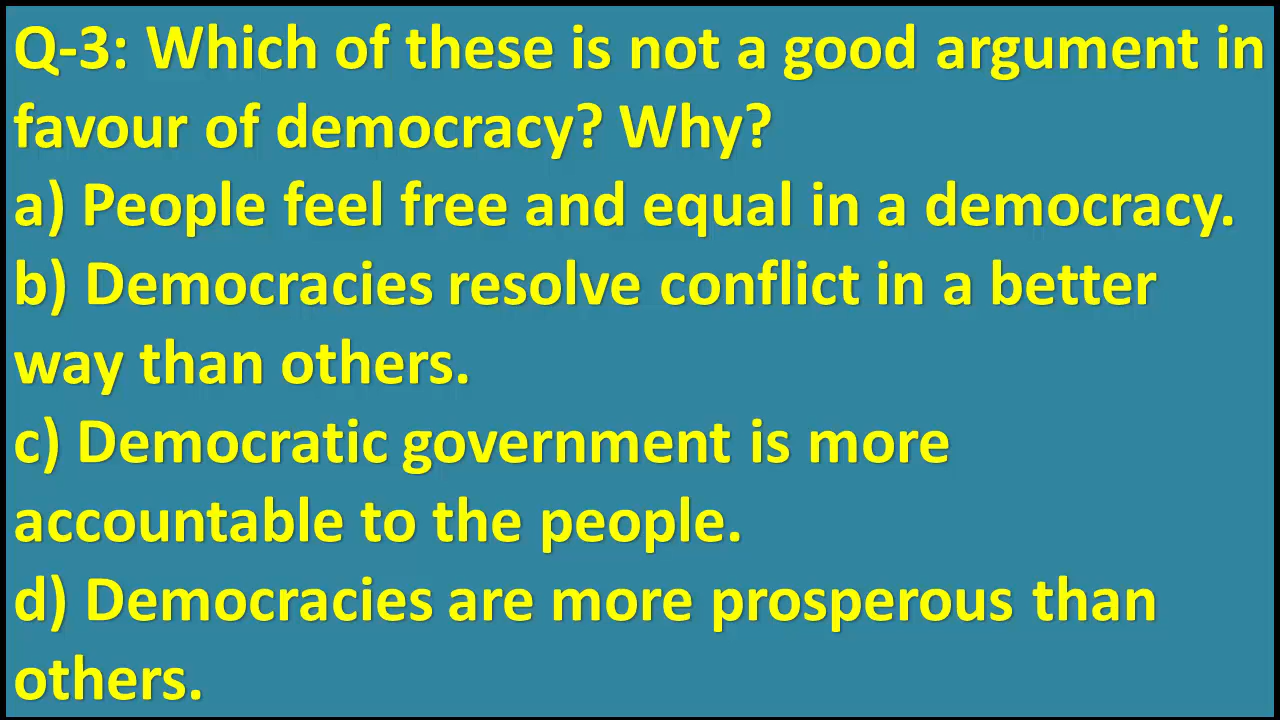 Q-3: Which of these is not a good argument in
favour of democracy? Why?
a) People feel free and equal in a democracy.
b) Democracies resolve conflict in a better
way than others.
c) Democratic government is more
accountable to the people.
d) Democracies are more prosperous than
others.